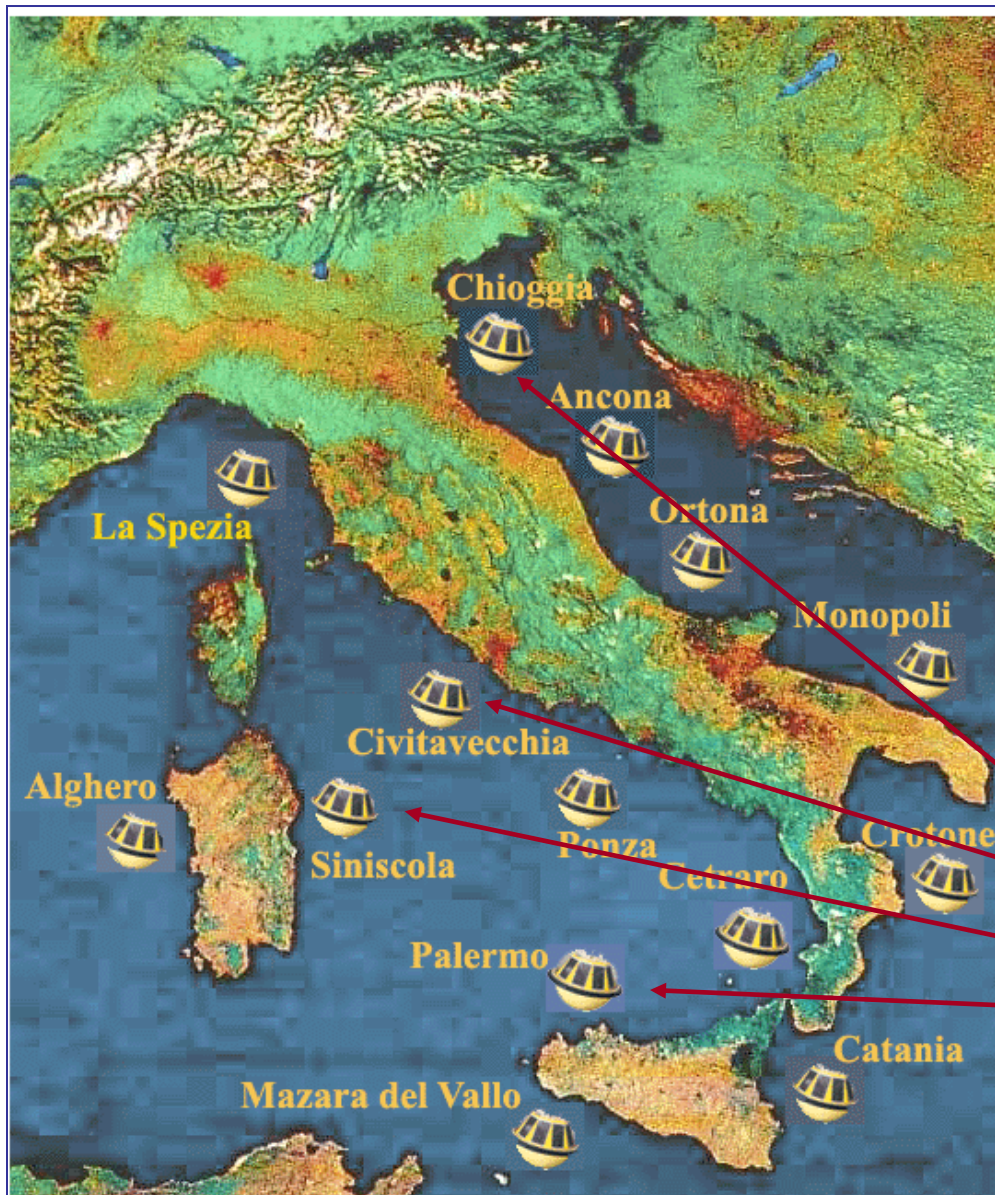 Chioggia
Ancona
La Spezia
Ortona
Monopoli
Civitavecchia
Alghero
Siniscola
Ponza
Crotone
Cetraro
Palermo
Catania
Mazara del Vallo